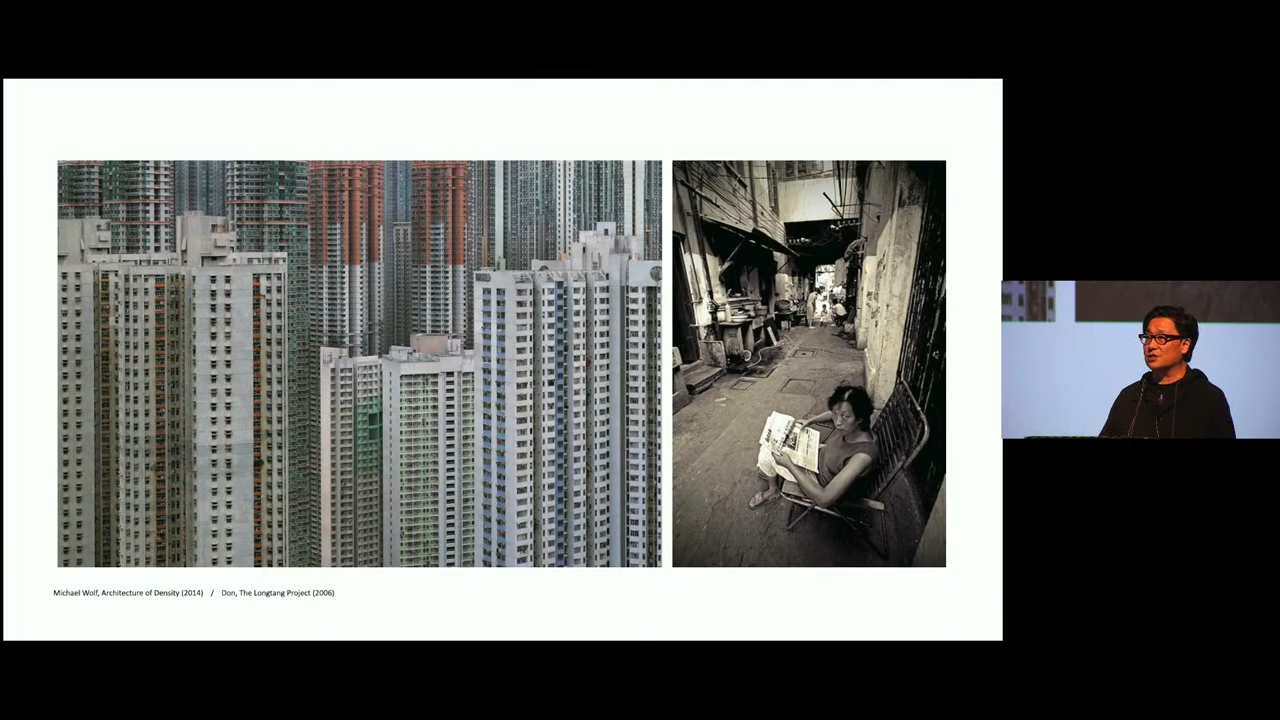 Michael Wolf, Architecture of Density (2014) / Don, The Longtang Project (2006)